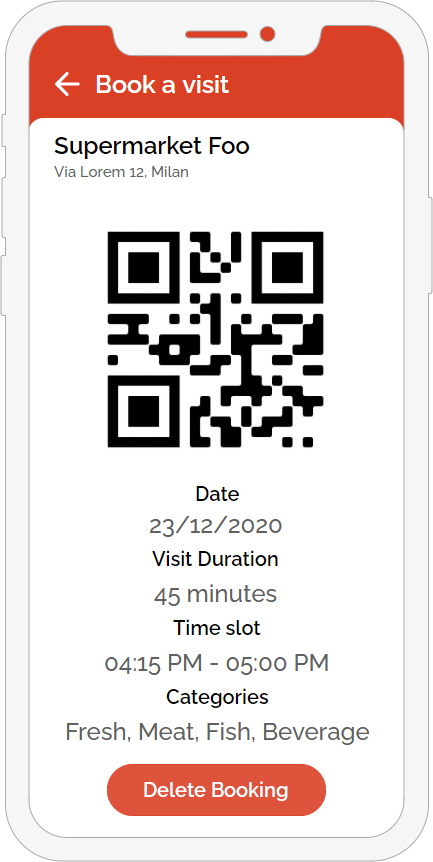 Book a visit
Supermarket Foo
Via Lorem 12, Milan
Date
23/12/2020
Visit Duration
45 minutes
Time slot
04:15 PM - 05:00 PM
Categories
Fresh, Meat, Fish, Beverage
Delete Booking